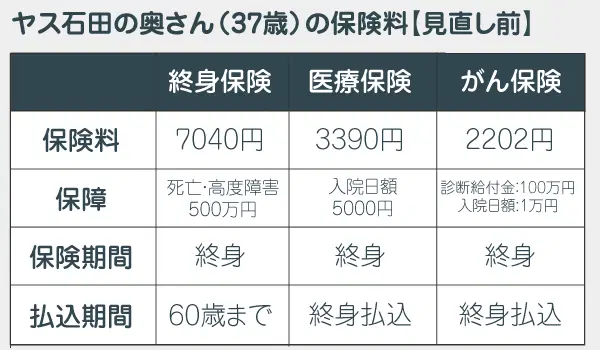 ヤス石田の奥さん（37歳）の保険料【見直し前】
終身保険 医療保険 がん保険
保険料 7040円 3390円 2202円
保障 死亡・高度障害 500万円 入院日額 5000円 診断給付金:100万円 入院日額:1万円
保険期間 終身 終身 終身
払込期間 60歳まで 終身払込 終身払込